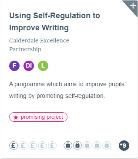 Using Self-Regulation to
Improve Writing
Calderdale Excellence
Partnership
F DI L
A programme which aims to improve pupils'
writing by promoting self-regulation.
★ promising project
£ £ £ £ £
+9